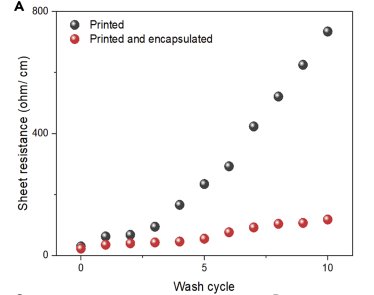 A
800
Printed
Printed and encapsulated
400
0
Sheet resistance (ohm/ cm)
0 5 10
Wash cycle